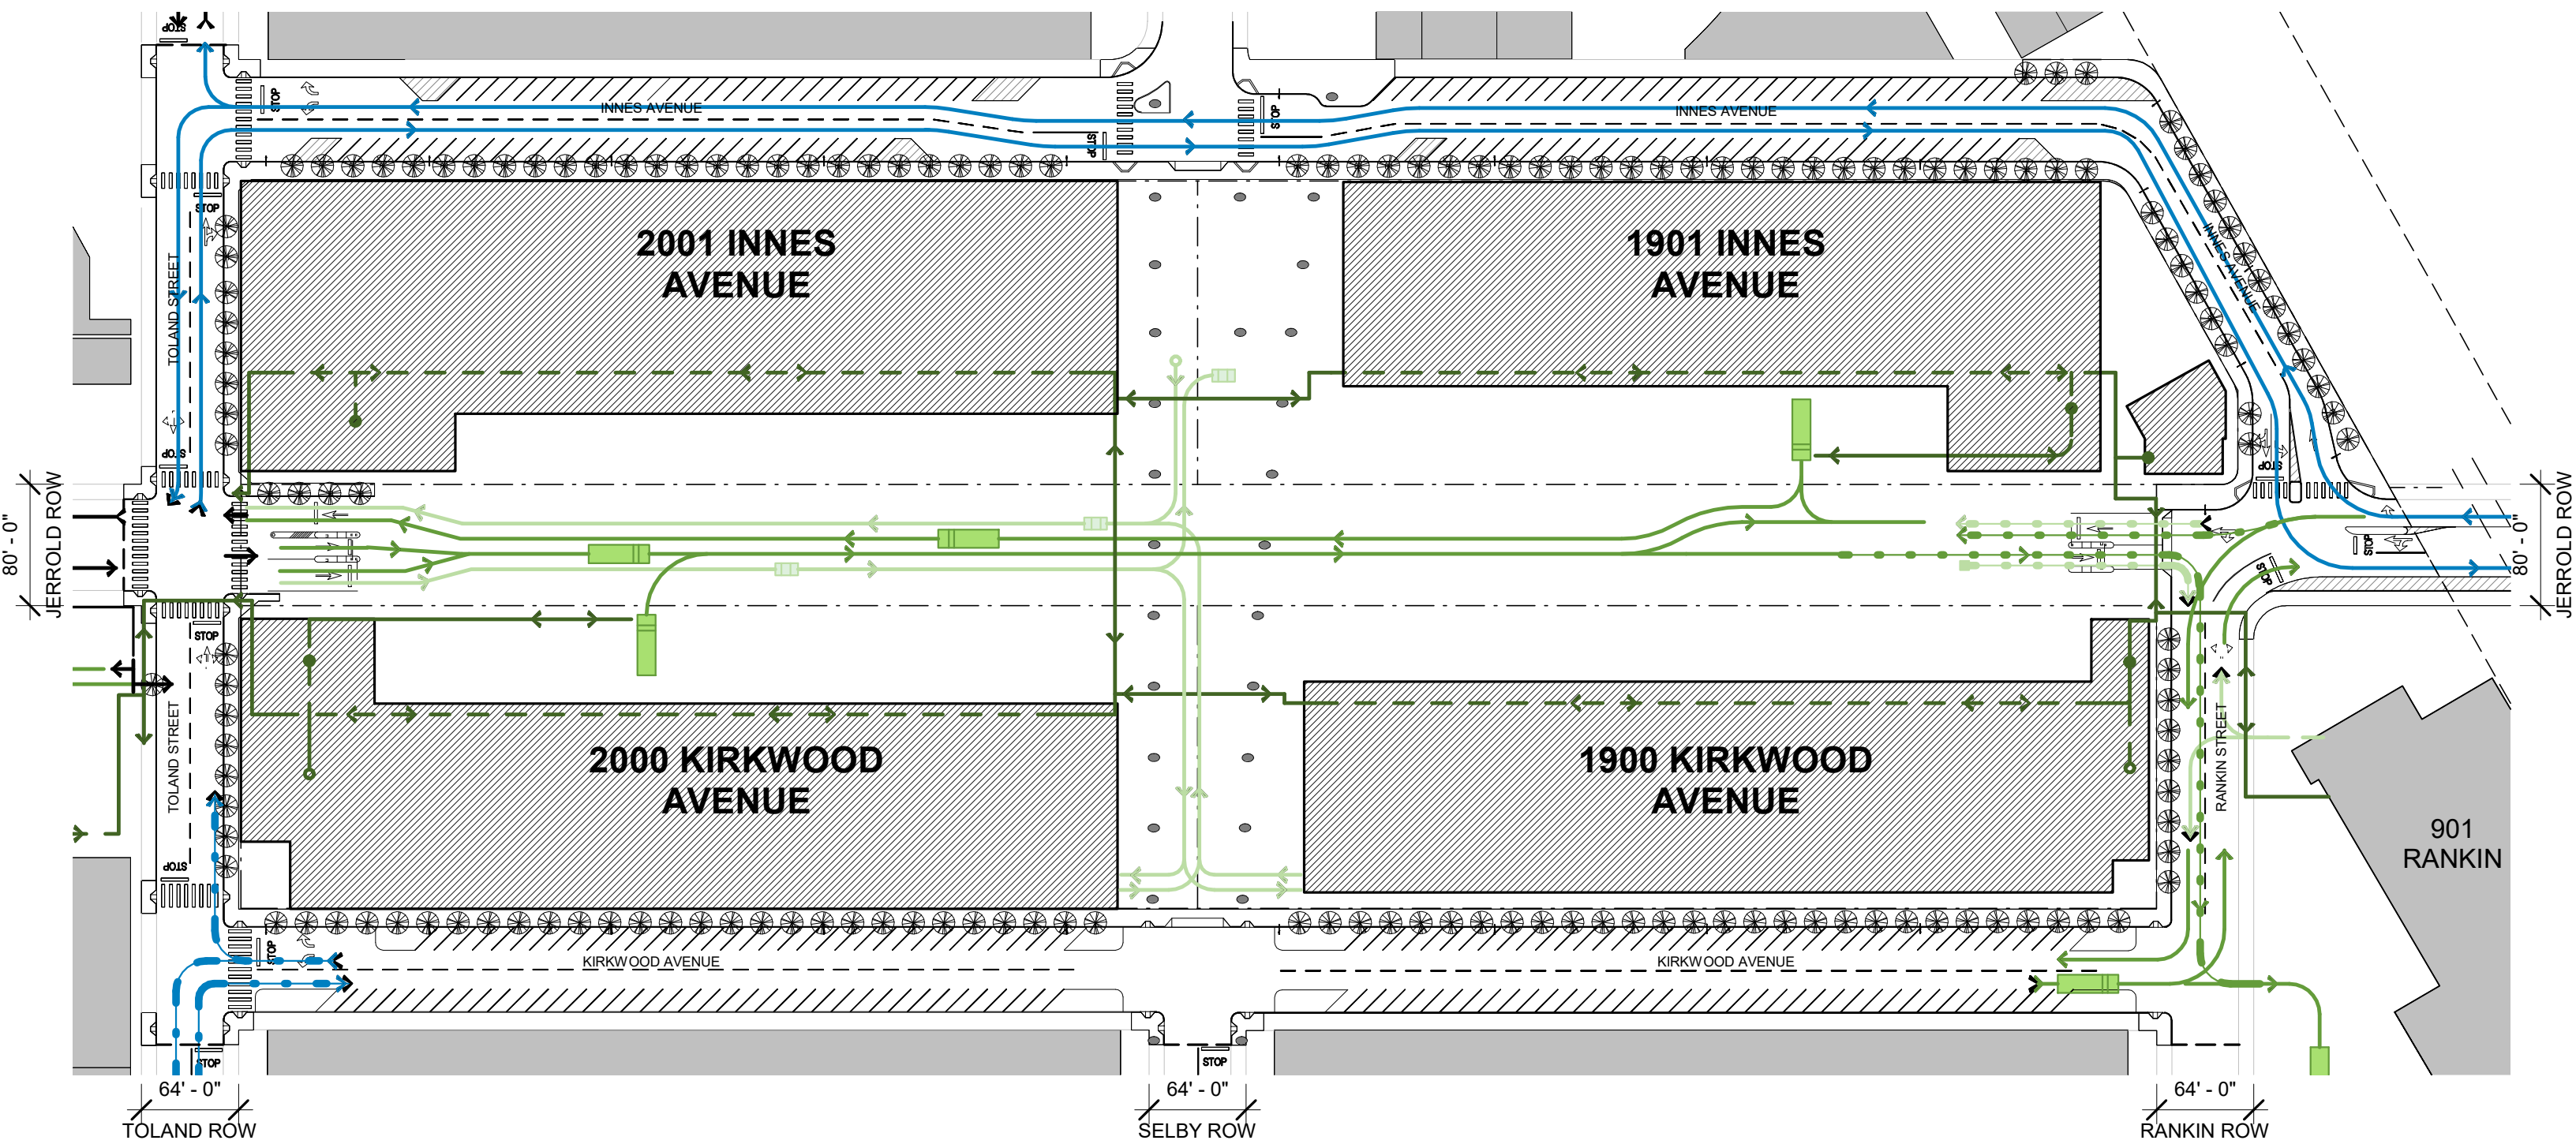 STOP
STOP
INNES AVENUE
STOP
STOP
INNES AVENUE
STOP
2001 INNES
AVENUE
1901 INNES
AVENUE
INNES AVENUE
TOLAND STREET
STOP
STOP
80' - 0"
JERROLD ROW
STOP
STOP
80' - 0"
JERROLD ROW
STOP
TOLAND STREET
2000 KIRKWOOD
AVENUE
1900 KIRKWOOD
AVENUE
RANKIN STREET
901
RANKIN
STOP
STOP
KIRKWOOD AVENUE
KIRKWOOD AVENUE
STOP
STOP
64' - 0"
64' - 0"
64' - 0"
TOLAND ROW
SELBY ROW
RANKIN ROW